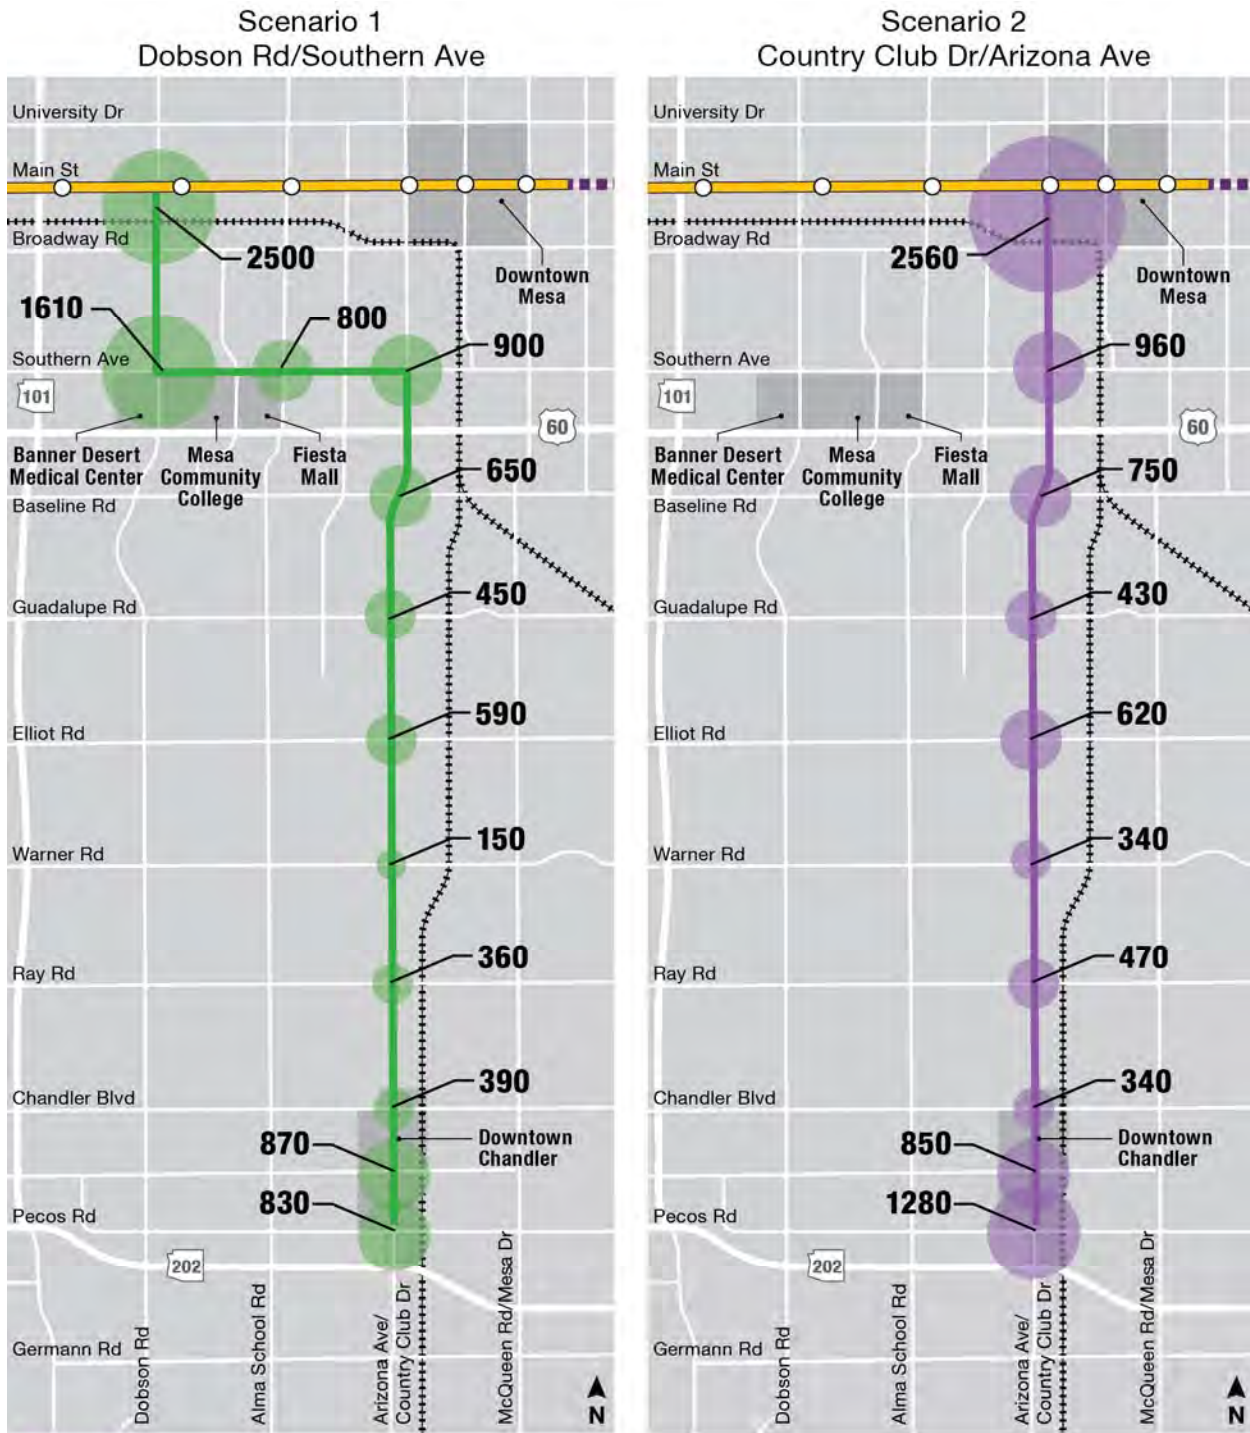 Scenario 1
Dobson Rd/Southern Ave
University Dr
Main St
Broadway Rd
2500
Downtown
Mesa
1610
800
900
Southern Ave
101
60
Banner Desert
Medical Center
Mesa
Community
College
Fiesta
Mall
650
Baseline Rd
450
Guadalupe Rd
590
Elliot Rd
150
Warner Rd
360
Ray Rd
390
Chandler Blvd
870
Downtown
Chandler
830
Pecos Rd
202
Germann Rd
Dobson Rd
Alma School Rd
Arizona Ave/
Country Club Dr
McQueen Rd/Mesa Dr
N
Scenario 2
Country Club Dr/Arizona Ave
University Dr
Main St
Broadway Rd
2560
Downtown
Mesa
960
Southern Ave
101
60
Banner Desert
Medical Center
Mesa
Community
College
Fiesta
Mall
750
Baseline Rd
430
Guadalupe Rd
620
Elliot Rd
340
Warner Rd
470
Ray Rd
340
Chandler Blvd
850
Downtown
Chandler
1280
Pecos Rd
202
Germann Rd
Dobson Rd
Alma School Rd
Arizona Ave/
Country Club Dr
McQueen Rd/Mesa Dr
N